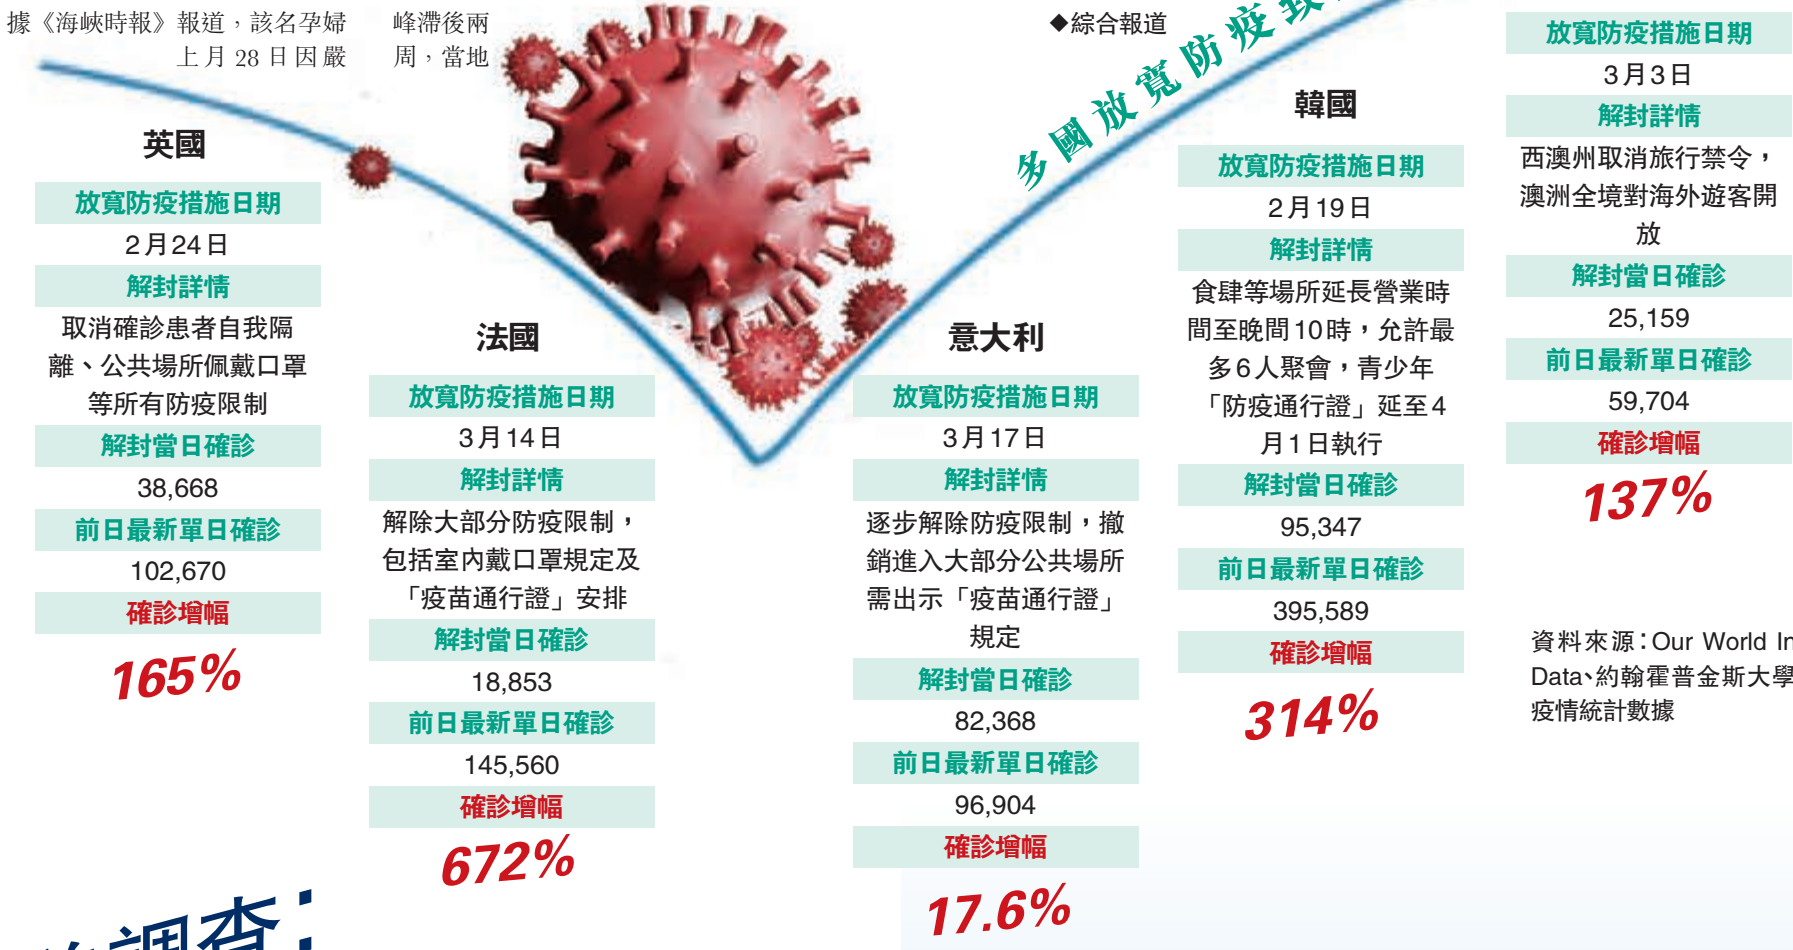 據《海峽時報》報道，該名孕婦
上月28日因嚴
峰滯後兩
周，當地
◆綜合報道
多國放寬防疫致
英國
放寬防疫措施日期
2月24日
解封詳情
取消確診患者自我隔
離、公共場所佩戴口罩
等所有防疫限制
解封當日確診
38,668
前日最新單日確診
102,670
確診增幅
165%
法國
放寬防疫措施日期
3月14日
解封詳情
解除大部分防疫限制，
包括室內戴口罩規定及
「疫苗通行證」安排
解封當日確診
18,853
前日最新單日確診
145,560
確診增幅
672%
意大利
放寬防疫措施日期
3月17日
解封詳情
逐步解除防疫限制，撤
銷進入大部分公共場所
需出示「疫苗通行證」
規定
解封當日確診
82,368
前日最新單日確診
96,904
確診增幅
17.6%
韓國
放寬防疫措施日期
2月19日
解封詳情
食肆等場所延長營業時
間至晚間10時，允許最
多6人聚會，青少年
「防疫通行證」延至4
月1日執行
解封當日確診
95,347
前日最新單日確診
395,589
確診增幅
314%
放寬防疫措施日期
3月3日
解封詳情
西澳州取消旅行禁令，
澳洲全境對海外遊客開
放
解封當日確診
25,159
前日最新單日確診
59,704
確診增幅
137%
資料來源：Our World In
Data、約翰霍普金斯大學
疫情統計數據
調查：